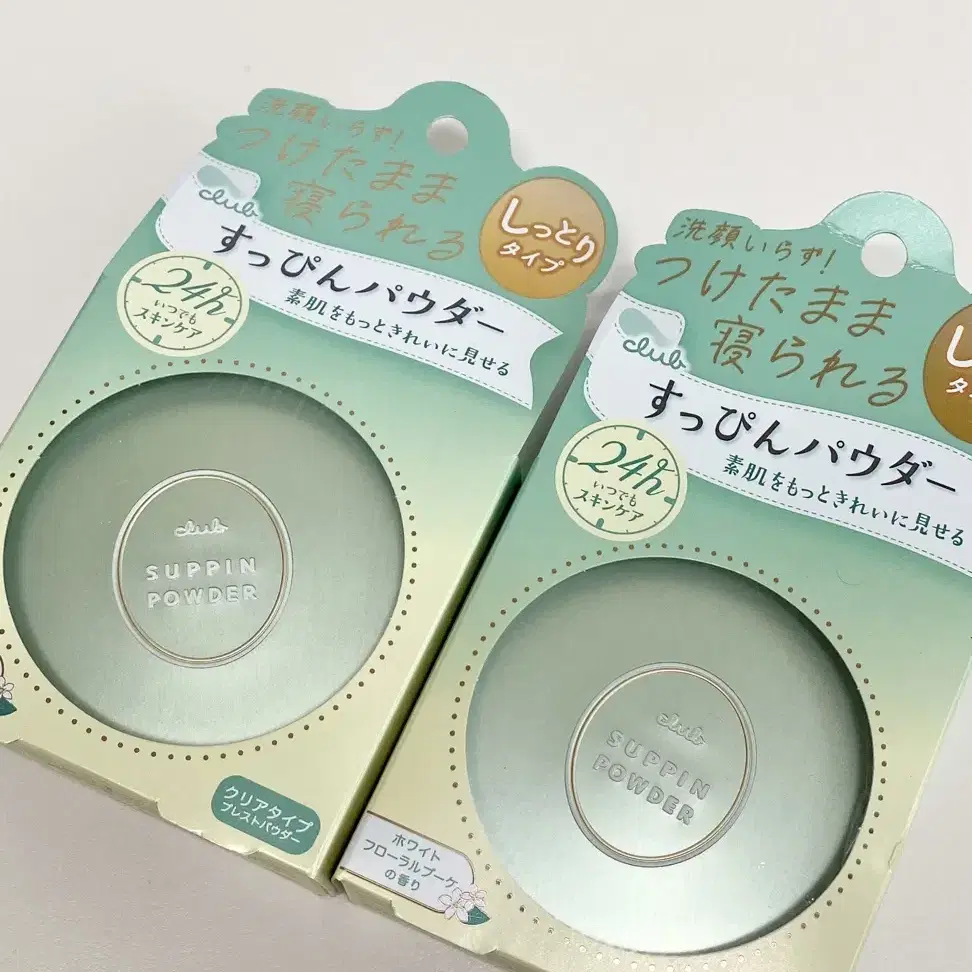 洗顔いらず!
つけたまま
寝られる
しっとり
タイプ
club
すっぴんパウダー
素肌をもっときれいに見せる
24h
いつでも
スキンケア
club
SUPPIN
POWDER
クリアタイプ
プレストパウダー
洗顔いらず!
つけたまま
寝られる
し
タ
club
すっぴんパウダー
素肌をもっときれいに見せる
24h
いつでも
スキンケア
club
SUPPIN
POWDER
ホワイト
フローラルブーケ
の香り